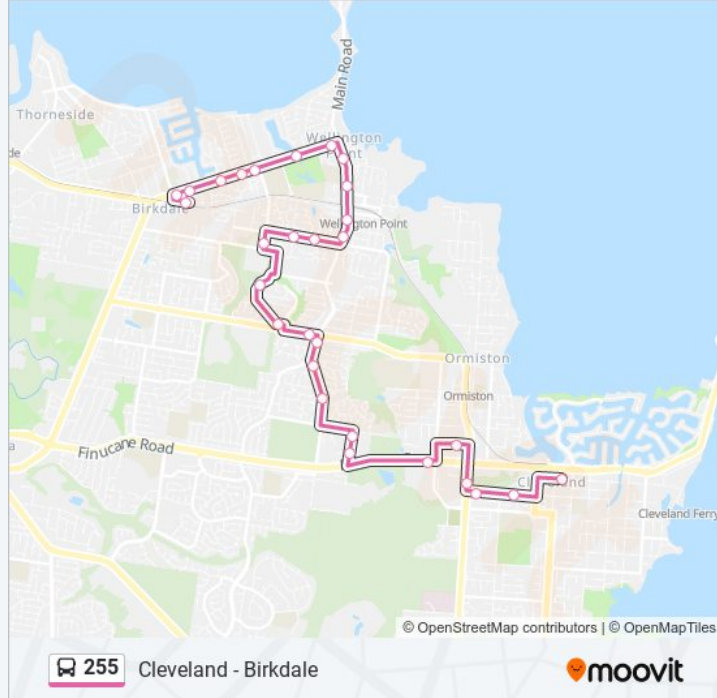 Main Road
Thorneside
Wellington
Point
de
Birkdale
Wellington Point
Ormiston
Ormiston
Finucane Road
a
Cleveland
Cleveland Ferry
© OpenStreetMap contributors | © OpenMapTiles
255 Cleveland - Birkdale
moovit